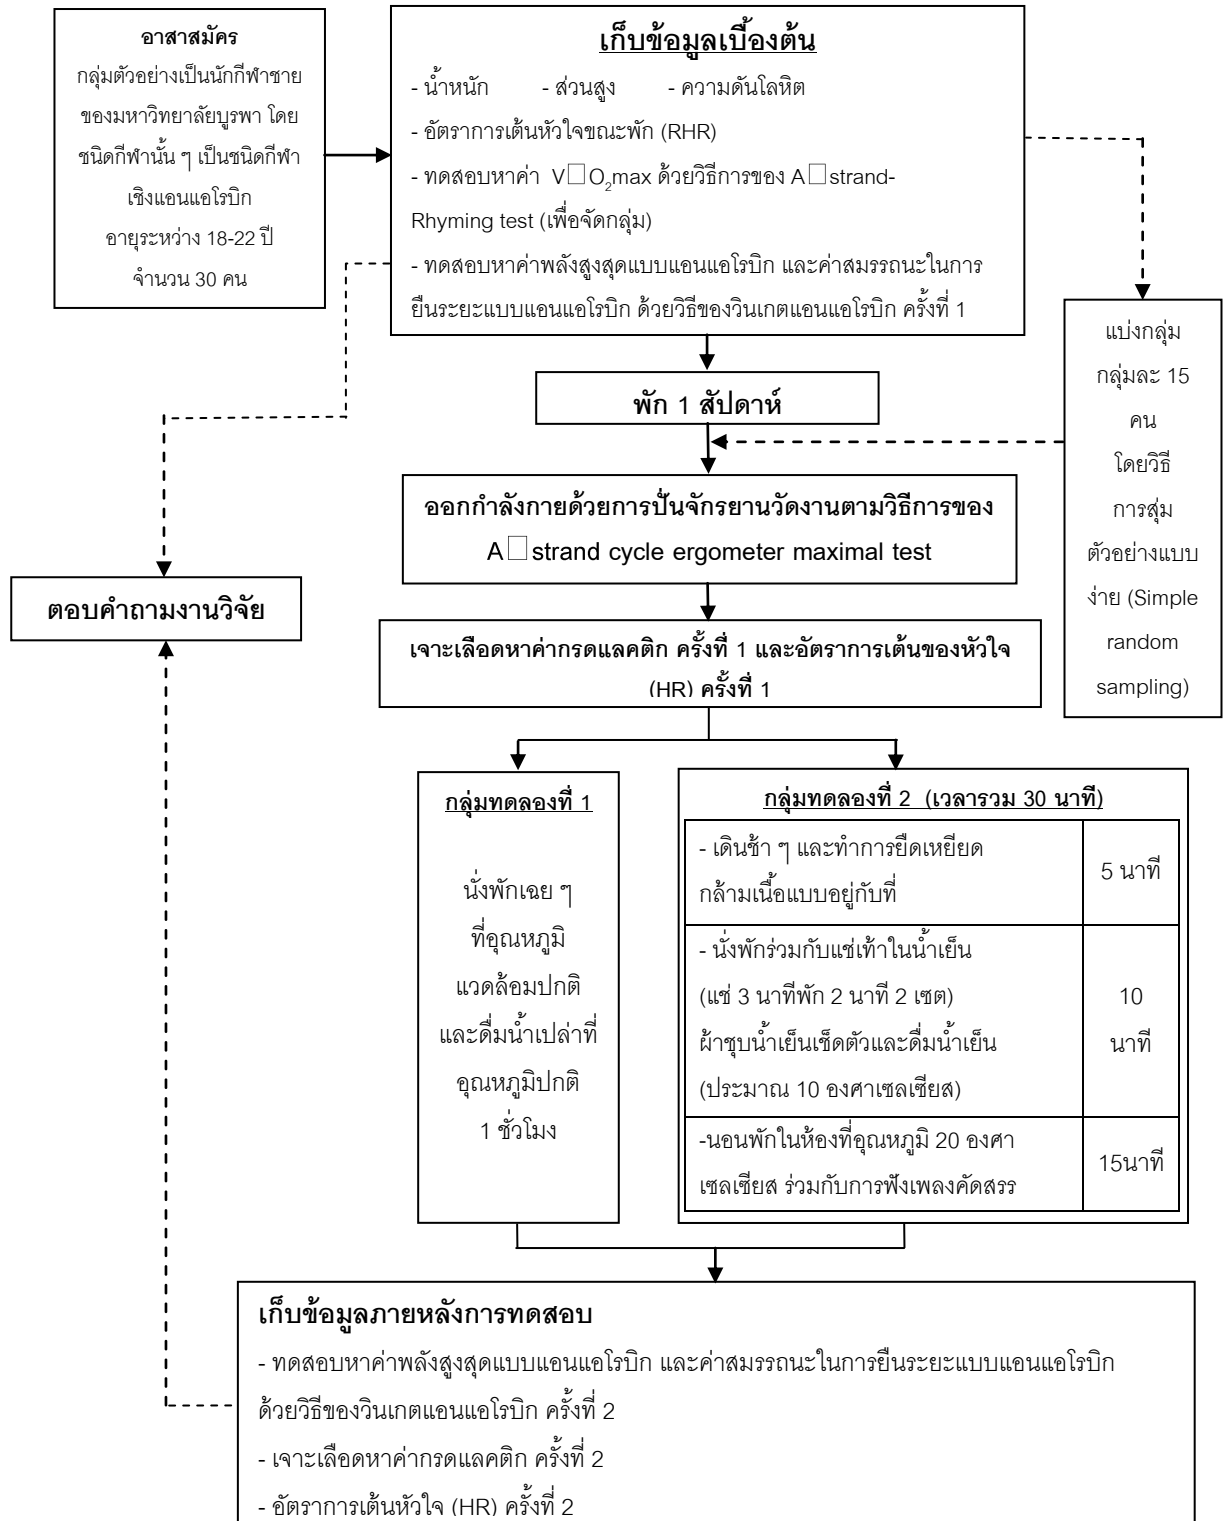 อาสาสมัคร
กลุ่มตัวอย่างเป็นนักกีฬาชาย
ของมหาวิทยาลัยบูรพา โดย
ชนิดกีฬานั้น ๆ เป็นชนิดกีฬา
เชิงแอนแอโรบิก
อายุระหว่าง 18-22 ปี
จำนวน 30 คน
เก็บข้อมูลเบื้องต้น
- น้ำหนัก - ส่วนสูง - ความดันโลหิต
- อัตราการเต้นหัวใจขณะพัก (RHR)
- ทดสอบหาค่า V□O₂max ด้วยวิธีการของ A□strand-
Rhyming test (เพื่อจัดกลุ่ม)
- ทดสอบหาค่าพลังสูงสุดแบบแอนแอโรบิก และค่าสมรรถนะในการ
ยืนระยะแบบแอนแอโรบิก ด้วยวิธีของวินเกตแอนแอโรบิก ครั้งที่ 1
แบ่งกลุ่ม
กลุ่มละ 15
คน
โดยวิธี
การสุ่ม
ตัวอย่างแบบ
ง่าย (Simple
random
sampling)
พัก 1 สัปดาห์
ออกกำลังกายด้วยการปั่นจักรยานวัดงานตามวิธีการของ
A□strand cycle ergometer maximal test
ตอบคำถามงานวิจัย
เจาะเลือดหาค่ากรดแลคติก ครั้งที่ 1 และอัตราการเต้นของหัวใจ
(HR) ครั้งที่ 1
กลุ่มทดลองที่ 1
นั่งพักเฉย ๆ
ที่อุณหภูมิ
แวดล้อมปกติ
และดื่มน้ำเปล่าที่
อุณหภูมิปกติ
1 ชั่วโมง
กลุ่มทดลองที่ 2 (เวลารวม 30 นาที)
- เดินช้า ๆ และทำการยืดเหยียด
กล้ามเนื้อแบบอยู่กับที่
5 นาที
- นั่งพักร่วมกับแช่เท้าในน้ำเย็น
(แช่ 3 นาทีพัก 2 นาที 2 เซต)
ผ้าชุบน้ำเย็นเช็ดตัวและดื่มน้ำเย็น
(ประมาณ 10 องศาเซลเซียส)
10
นาที
-นอนพักในห้องที่อุณหภูมิ 20 องศา
เซลเซียส ร่วมกับการฟังเพลงคัดสรร
15นาที
เก็บข้อมูลภายหลังการทดสอบ
- ทดสอบหาค่าพลังสูงสุดแบบแอนแอโรบิก และค่าสมรรถนะในการยืนระยะแบบแอนแอโรบิก
ด้วยวิธีของวินเกตแอนแอโรบิก ครั้งที่ 2
- เจาะเลือดหาค่ากรดแลคติก ครั้งที่ 2
- อัตราการเต้นหัวใจ (HR) ครั้งที่ 2